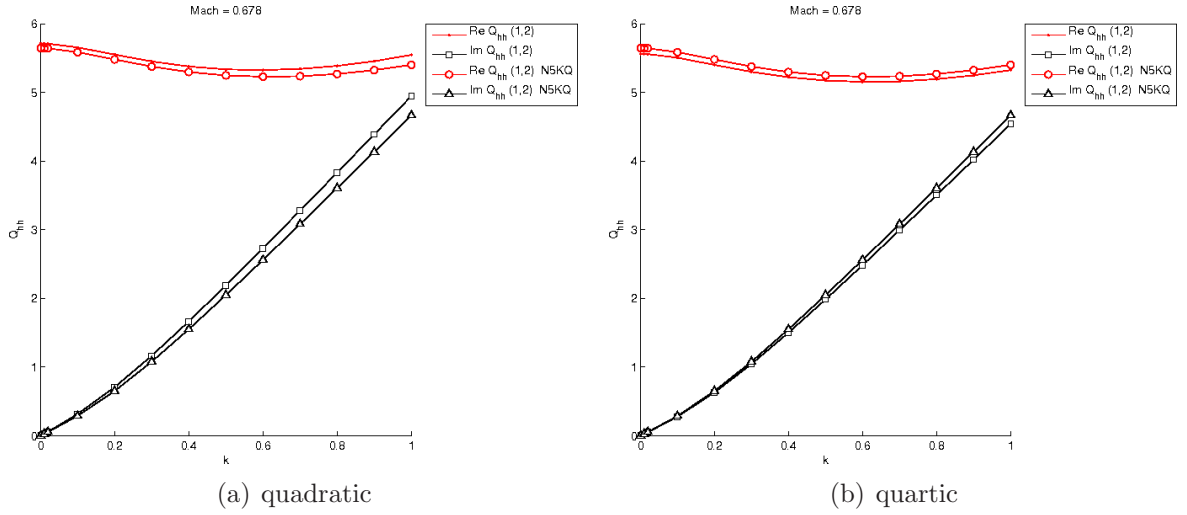 Mach = 0.678
6
5
4
3
2
1
0
Q_hh
0
0.2
0.4
0.6
0.8
1
k
Re Q_hh (1,2)
Im Q_hh (1,2)
Re Q_hh (1,2) N5KQ
Im Q_hh (1,2) N5KQ
(a) quadratic
Mach = 0.678
6
5
4
3
2
1
0
Q_hh
0
0.2
0.4
0.6
0.8
1
k
Re Q_hh (1,2)
Im Q_hh (1,2)
Re Q_hh (1,2) N5KQ
Im Q_hh (1,2) N5KQ
(b) quartic